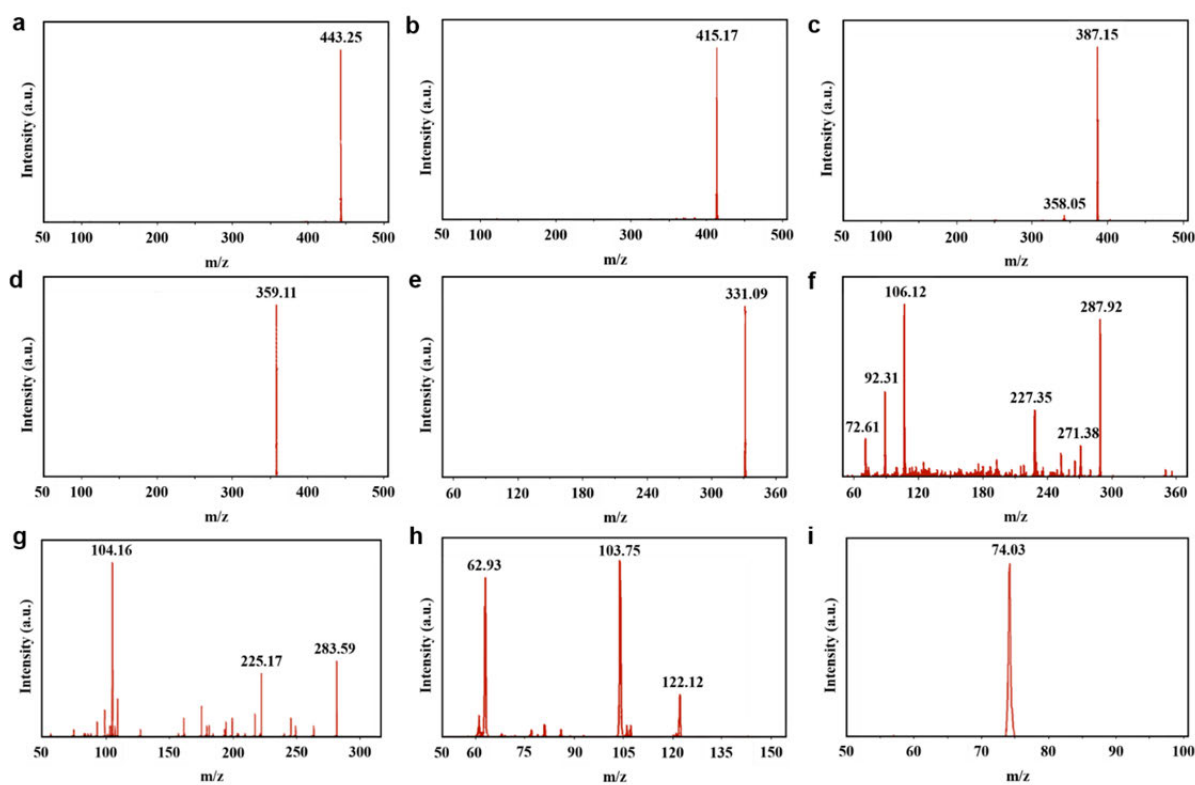 a
443.25
Intensity (a.u.)
50 100 200 300 400 500
m/z
b
415.17
Intensity (a.u.)
50 100 200 300 400 500
m/z
c
387.15
358.05
Intensity (a.u.)
50 100 200 300 400 500
m/z
d
359.11
Intensity (a.u.)
50 100 200 300 400 500
m/z
e
331.09
Intensity (a.u.)
60 120 180 240 300 360
m/z
f
106.12
287.92
92.31
227.35
72.61
271.38
Intensity (a.u.)
60 120 180 240 300 360
m/z
g
104.16
225.17
283.59
Intensity (a.u.)
50 100 150 200 250 300
m/z
h
103.75
62.93
122.12
Intensity (a.u.)
50 60 75 90 105 120 135 150
m/z
i
74.03
Intensity (a.u.)
50 60 70 80 90 100
m/z